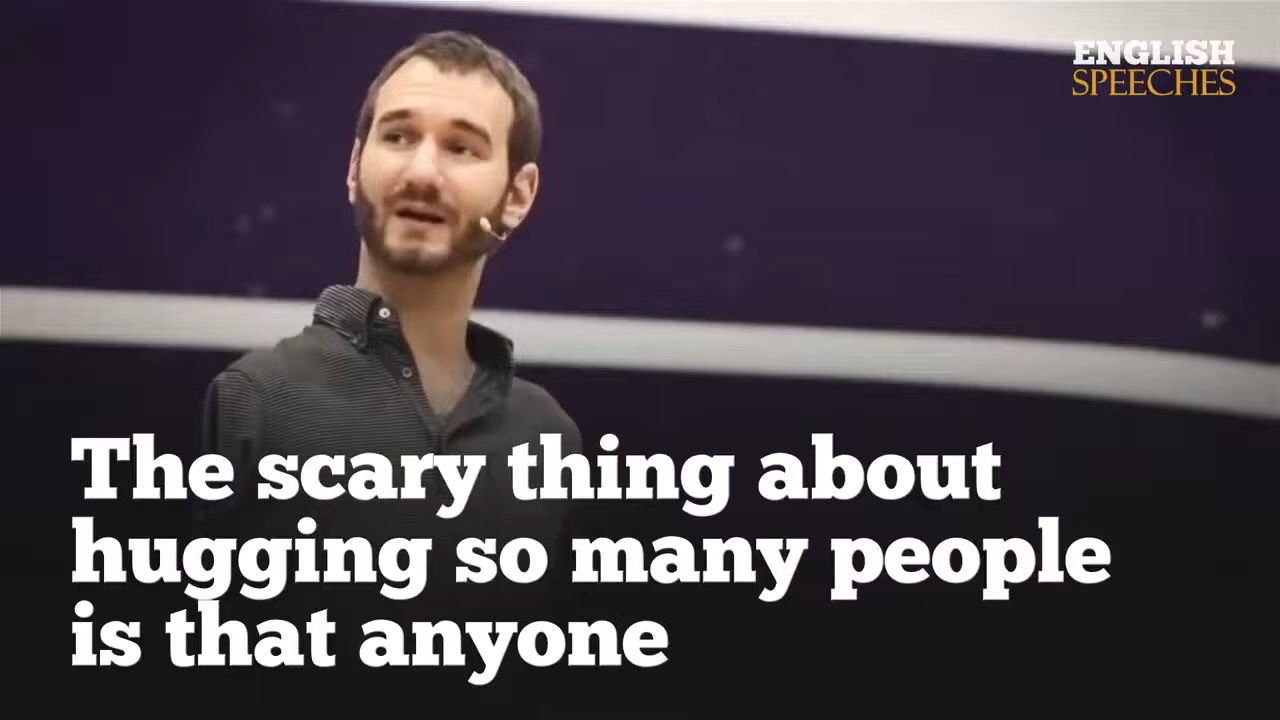 ENGLISH
SPEECHES
The scary thing about
hugging so many people
is that anyone